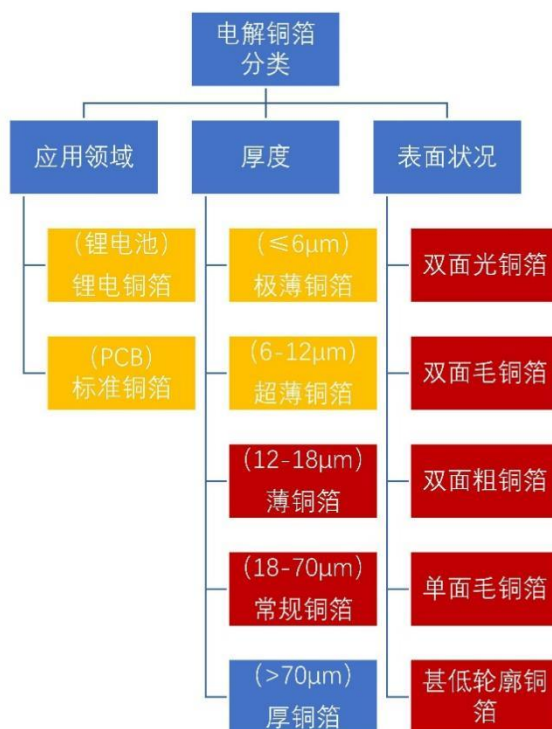 电解铜箔
分类
应用领域
厚度
表面状况
(锂电池)
锂电铜箔
(PCB)
标准铜箔
(≤6μm)
极薄铜箔
(6-12μm)
超薄铜箔
(12-18μm)
薄铜箔
(18-70μm)
常规铜箔
(>70μm)
厚铜箔
双面光铜箔
双面毛铜箔
双面粗铜箔
单面毛铜箔
甚低轮廓铜
箔